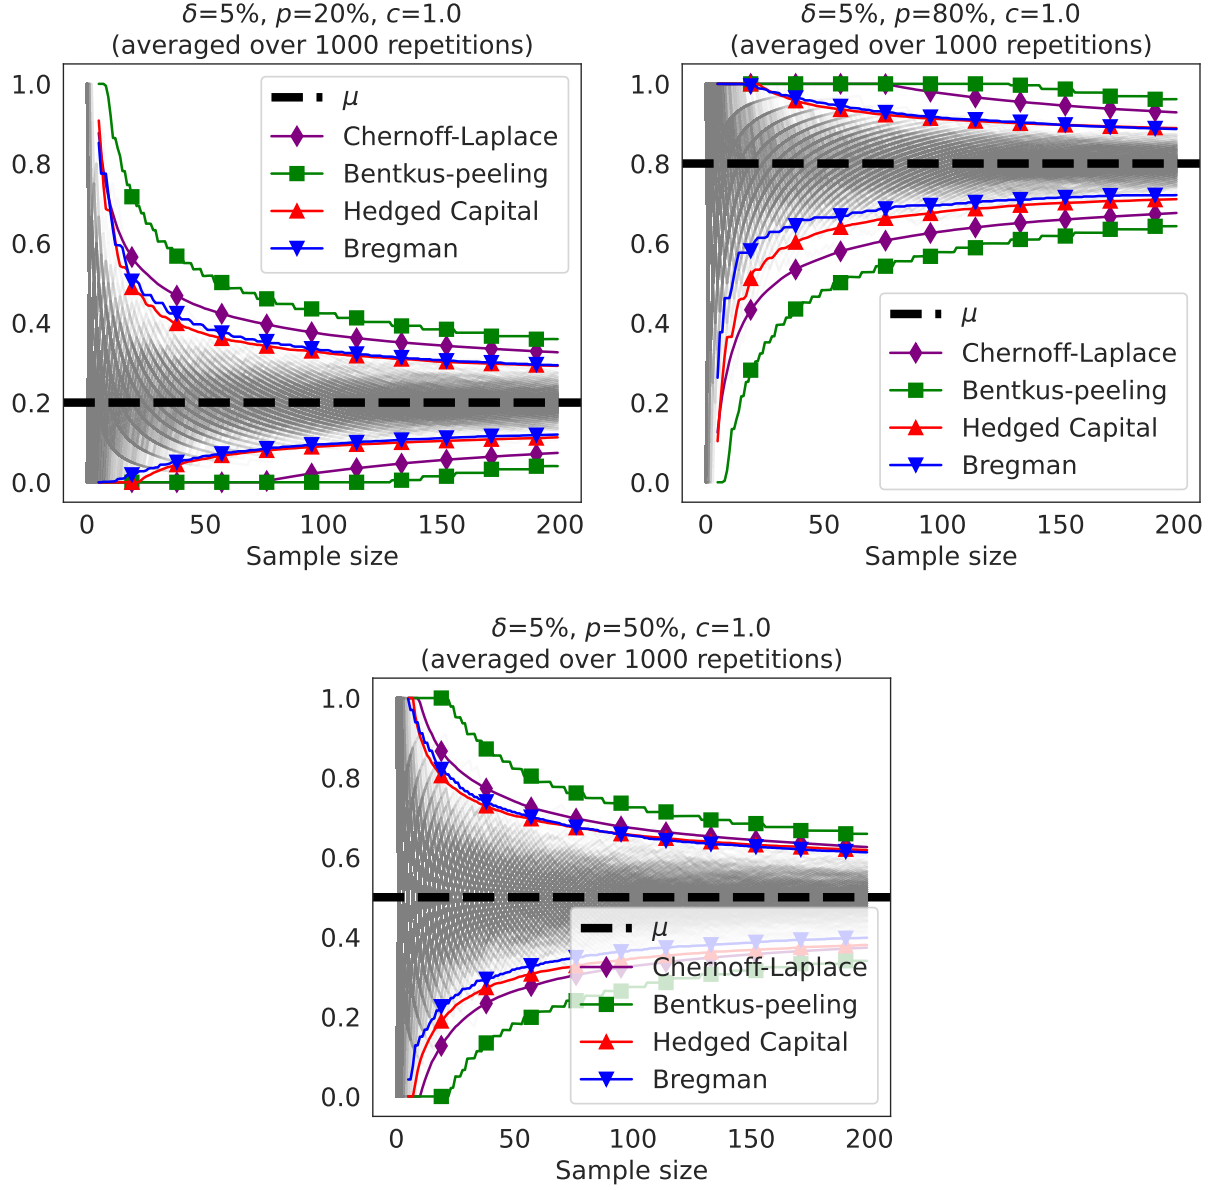 δ=5%, p=20%, c=1.0
(averaged over 1000 repetitions)
1.0
0.8
0.6
0.4
0.2
0.0
μ
Chernoff-Laplace
Bentkus-peeling
Hedged Capital
Bregman
0 50 100 150 200
Sample size
δ=5%, p=80%, c=1.0
(averaged over 1000 repetitions)
1.0
0.8
0.6
0.4
0.2
0.0
μ
Chernoff-Laplace
Bentkus-peeling
Hedged Capital
Bregman
0 50 100 150 200
Sample size
δ=5%, p=50%, c=1.0
(averaged over 1000 repetitions)
1.0
0.8
0.6
0.4
0.2
0.0
μ
Chernoff-Laplace
Bentkus-peeling
Hedged Capital
Bregman
0 50 100 150 200
Sample size